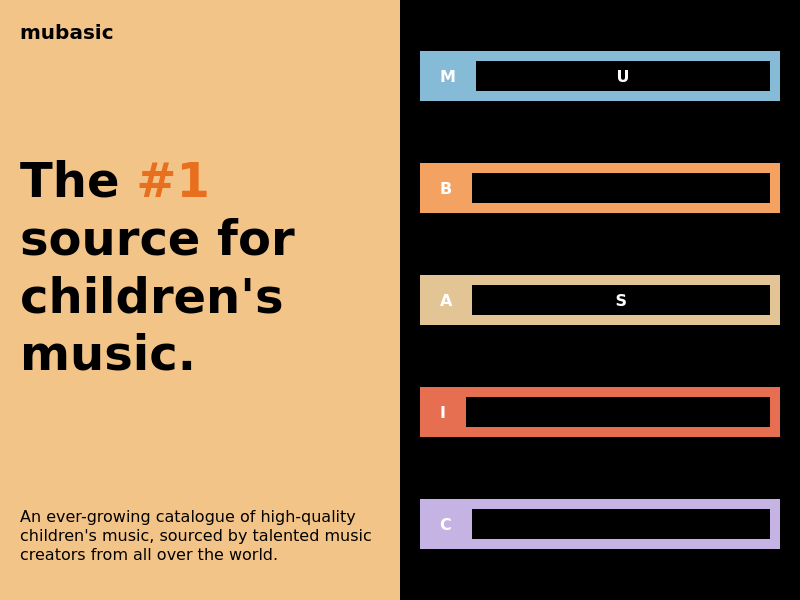 mubasic
The #1
source for
children's
music.
An ever-growing catalogue of high-quality
children's music, sourced by talented music
creators from all over the world.
M U
B
A S
I
C